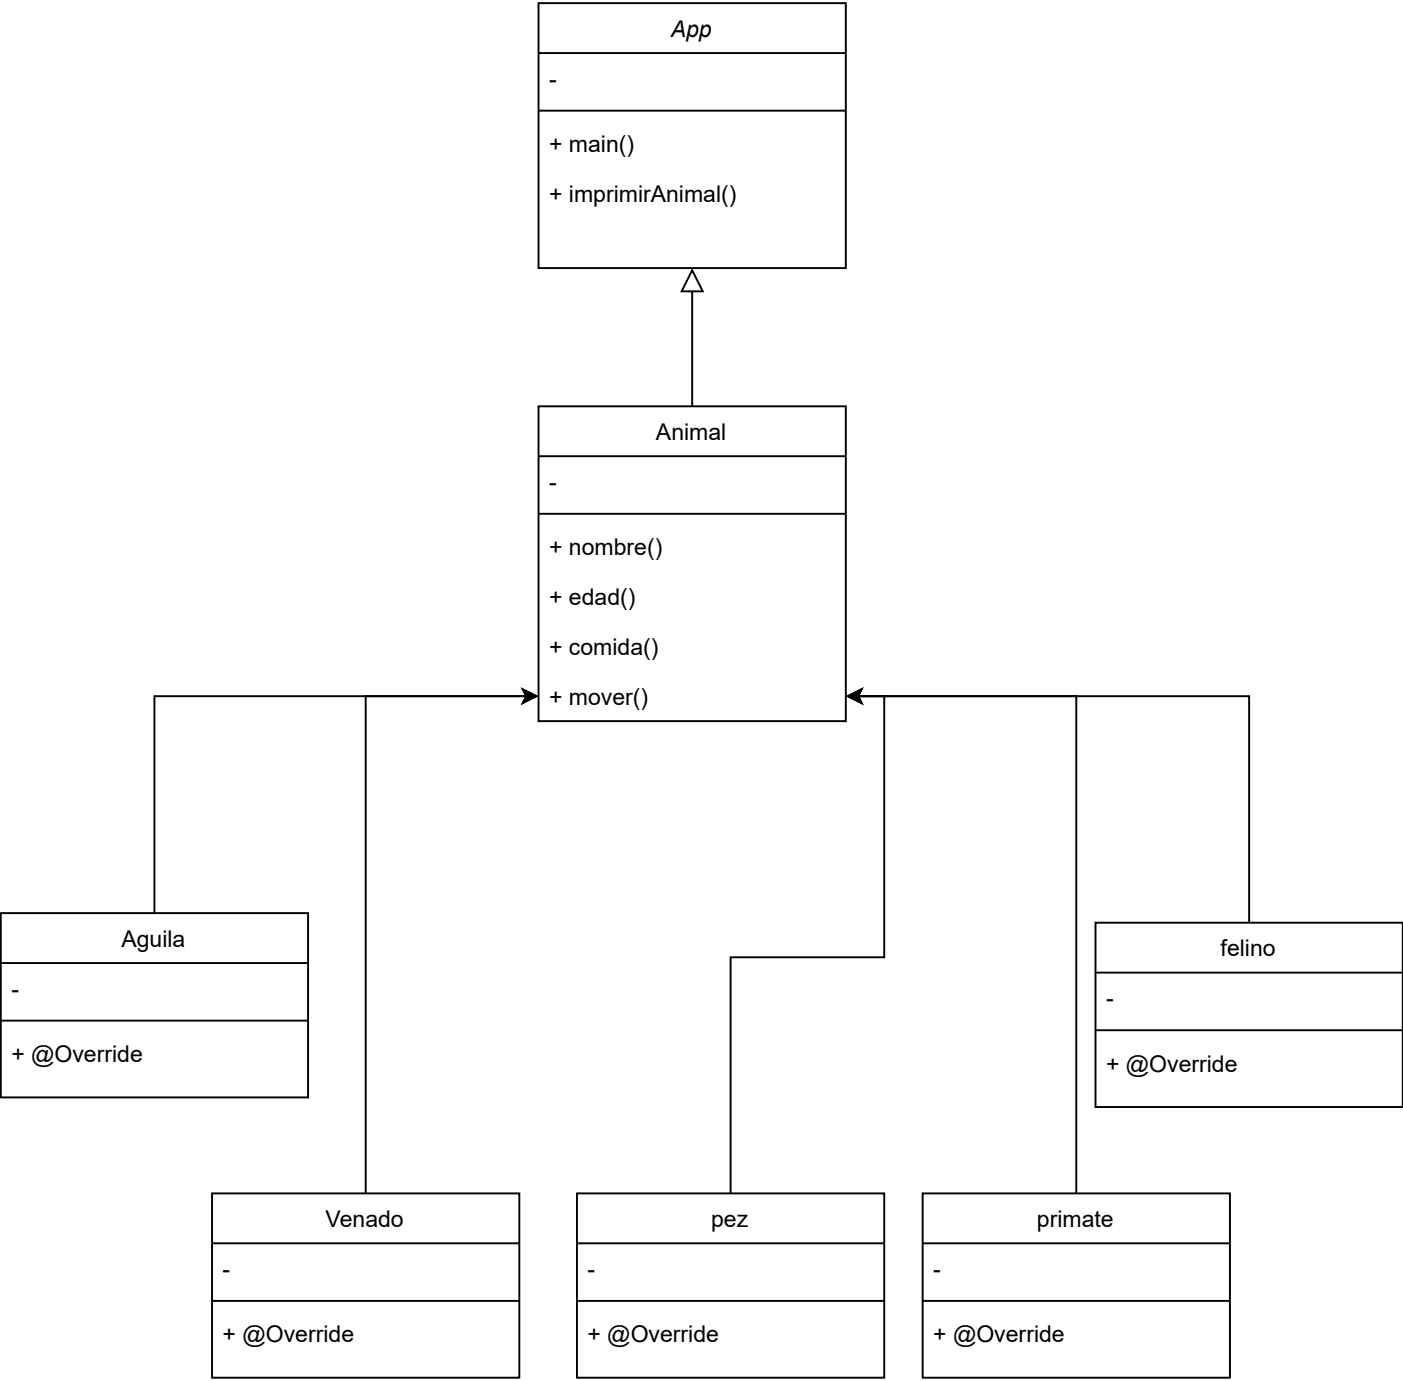 App
-
+ main()
+ imprimirAnimal()
Animal
-
+ nombre()
+ edad()
+ comida()
+ mover()
Aguila
-
+ @Override
felino
-
+ @Override
Venado
-
+ @Override
pez
-
+ @Override
primate
-
+ @Override